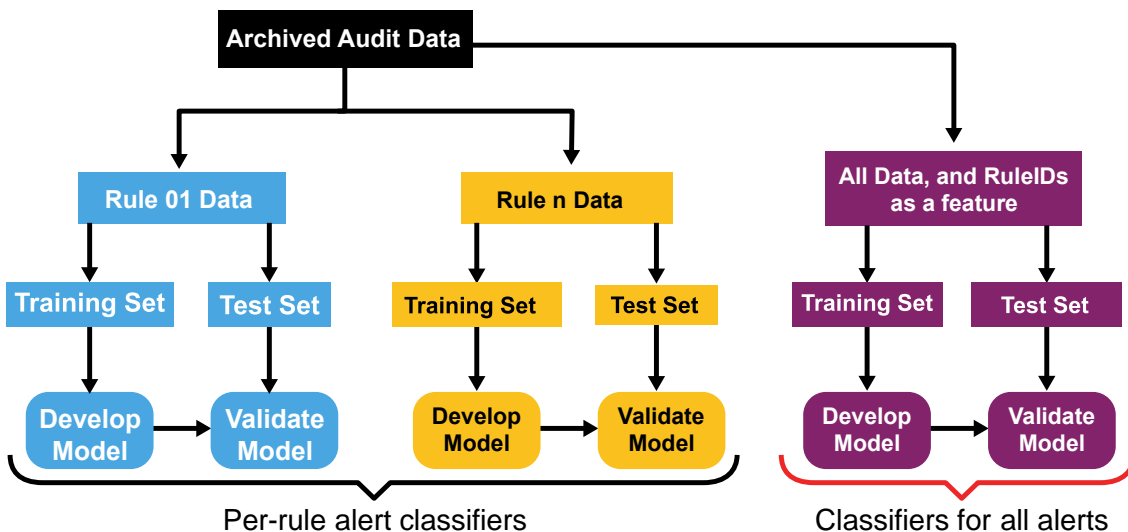 Archived Audit Data
Rule 01 Data
Rule n Data
All Data, and RuleIDs
as a feature
Training Set
Test Set
Training Set
Test Set
Training Set
Test Set
Develop
Model
Validate
Model
Develop
Model
Validate
Model
Develop
Model
Validate
Model
Per-rule alert classifiers
Classifiers for all alerts